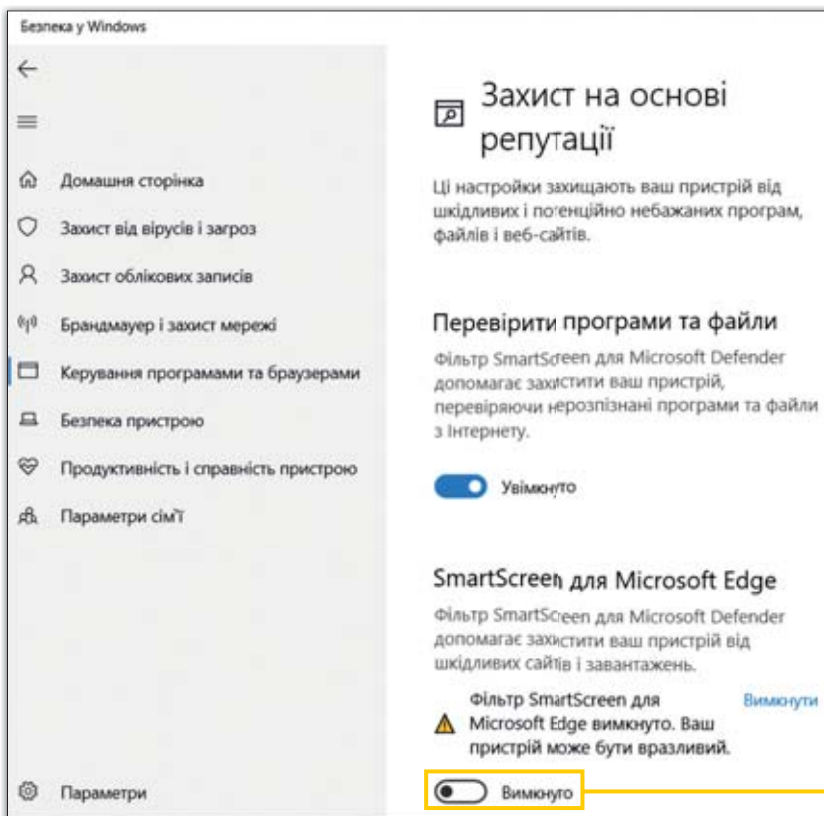 Безпека у Windows
Домашня сторінка
Захист від вірусів і загроз
Захист облікових записів
Брандмауер і захист мережі
Керування програмами та браузерами
Безпека пристрою
Продуктивність і справність пристрою
Параметри сім'ї
Параметри
Захист на основі
репутації
Ці настройки захищають ваш пристрій від
шкідливих і потенційно небажаних програм,
файлів і веб-сайтів.
Перевірити програми та файли
Фільтр SmartScreen для Microsoft Defender
допомагає захистити ваш пристрій,
перевіряючи нерозпізнані програми та файли
з Інтернету.
Увімкнуто
SmartScreen для Microsoft Edge
Фільтр SmartScreen для Microsoft Defender
допомагає захистити ваш пристрій від
шкідливих сайтів і завантажень.
Фільтр SmartScreen для Вимкнути
Microsoft Edge вимкнуто. Ваш
пристрій може бути вразливий.
Вимкнуто